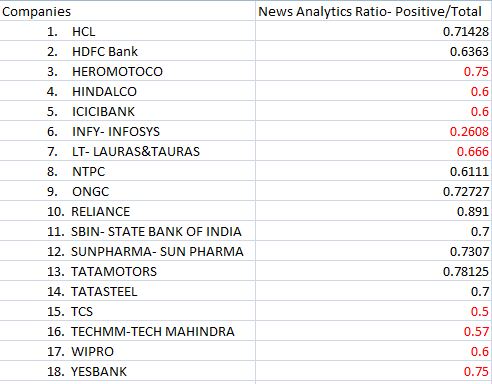 Companies News Analytics Ratio- Positive/Total
1. HCL 0.71428
2. HDFC Bank 0.6363
3. HEROMOTOCO 0.75
4. HINDALCO 0.6
5. ICICIBANK 0.6
6. INFY- INFOSYS 0.2608
7. LT- LAURAS&TAURAS 0.666
8. NTPC 0.6111
9. ONGC 0.72727
10. RELIANCE 0.891
11. SBIN- STATE BANK OF INDIA 0.7
12. SUNPHARMA- SUN PHARMA 0.7307
13. TATAMOTORS 0.78125
14. TATASTEEL 0.7
15. TCS 0.5
16. TECHMM-TECH MAHINDRA 0.57
17. WIPRO 0.6
18. YESBANK 0.75